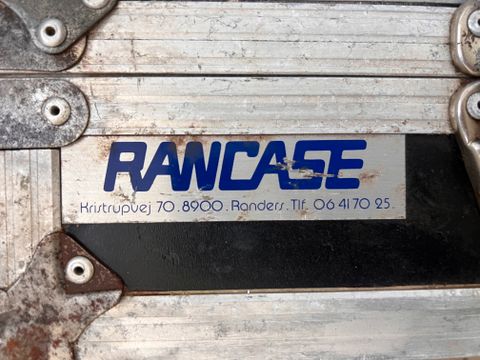 RANCASE
Kristrupvej 70.8900.Randers.Tlf. 06 41 70 25.